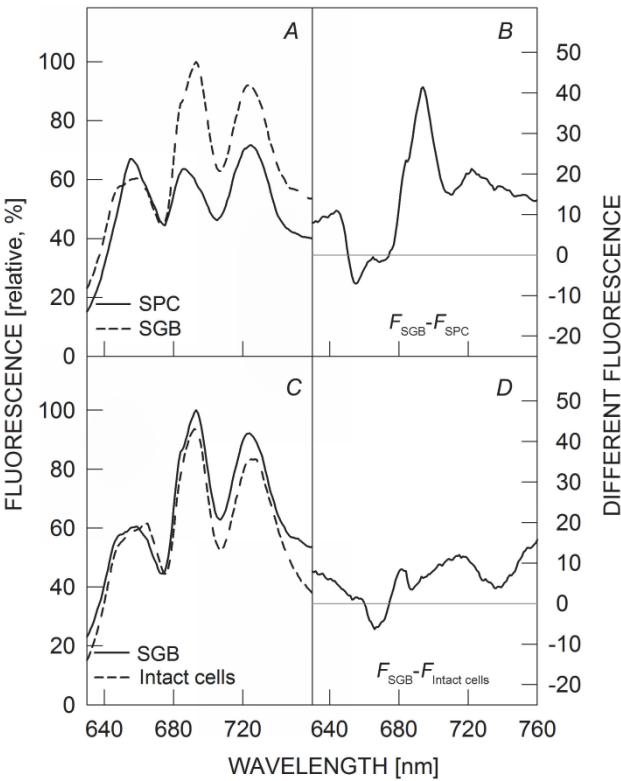 A
B
100
80
60
40
20
0
50
40
30
20
10
0
-10
-20
SPC
SGB
FSGB-FSPC
C
D
100
80
60
40
20
0
50
40
30
20
10
0
-10
-20
SGB
Intact cells
FSGB-FIntact cells
640 680 720
640 680 720 760
FLUORESCENCE [relative, %]
DIFFERENT FLUORESCENCE
WAVELENGTH [nm]